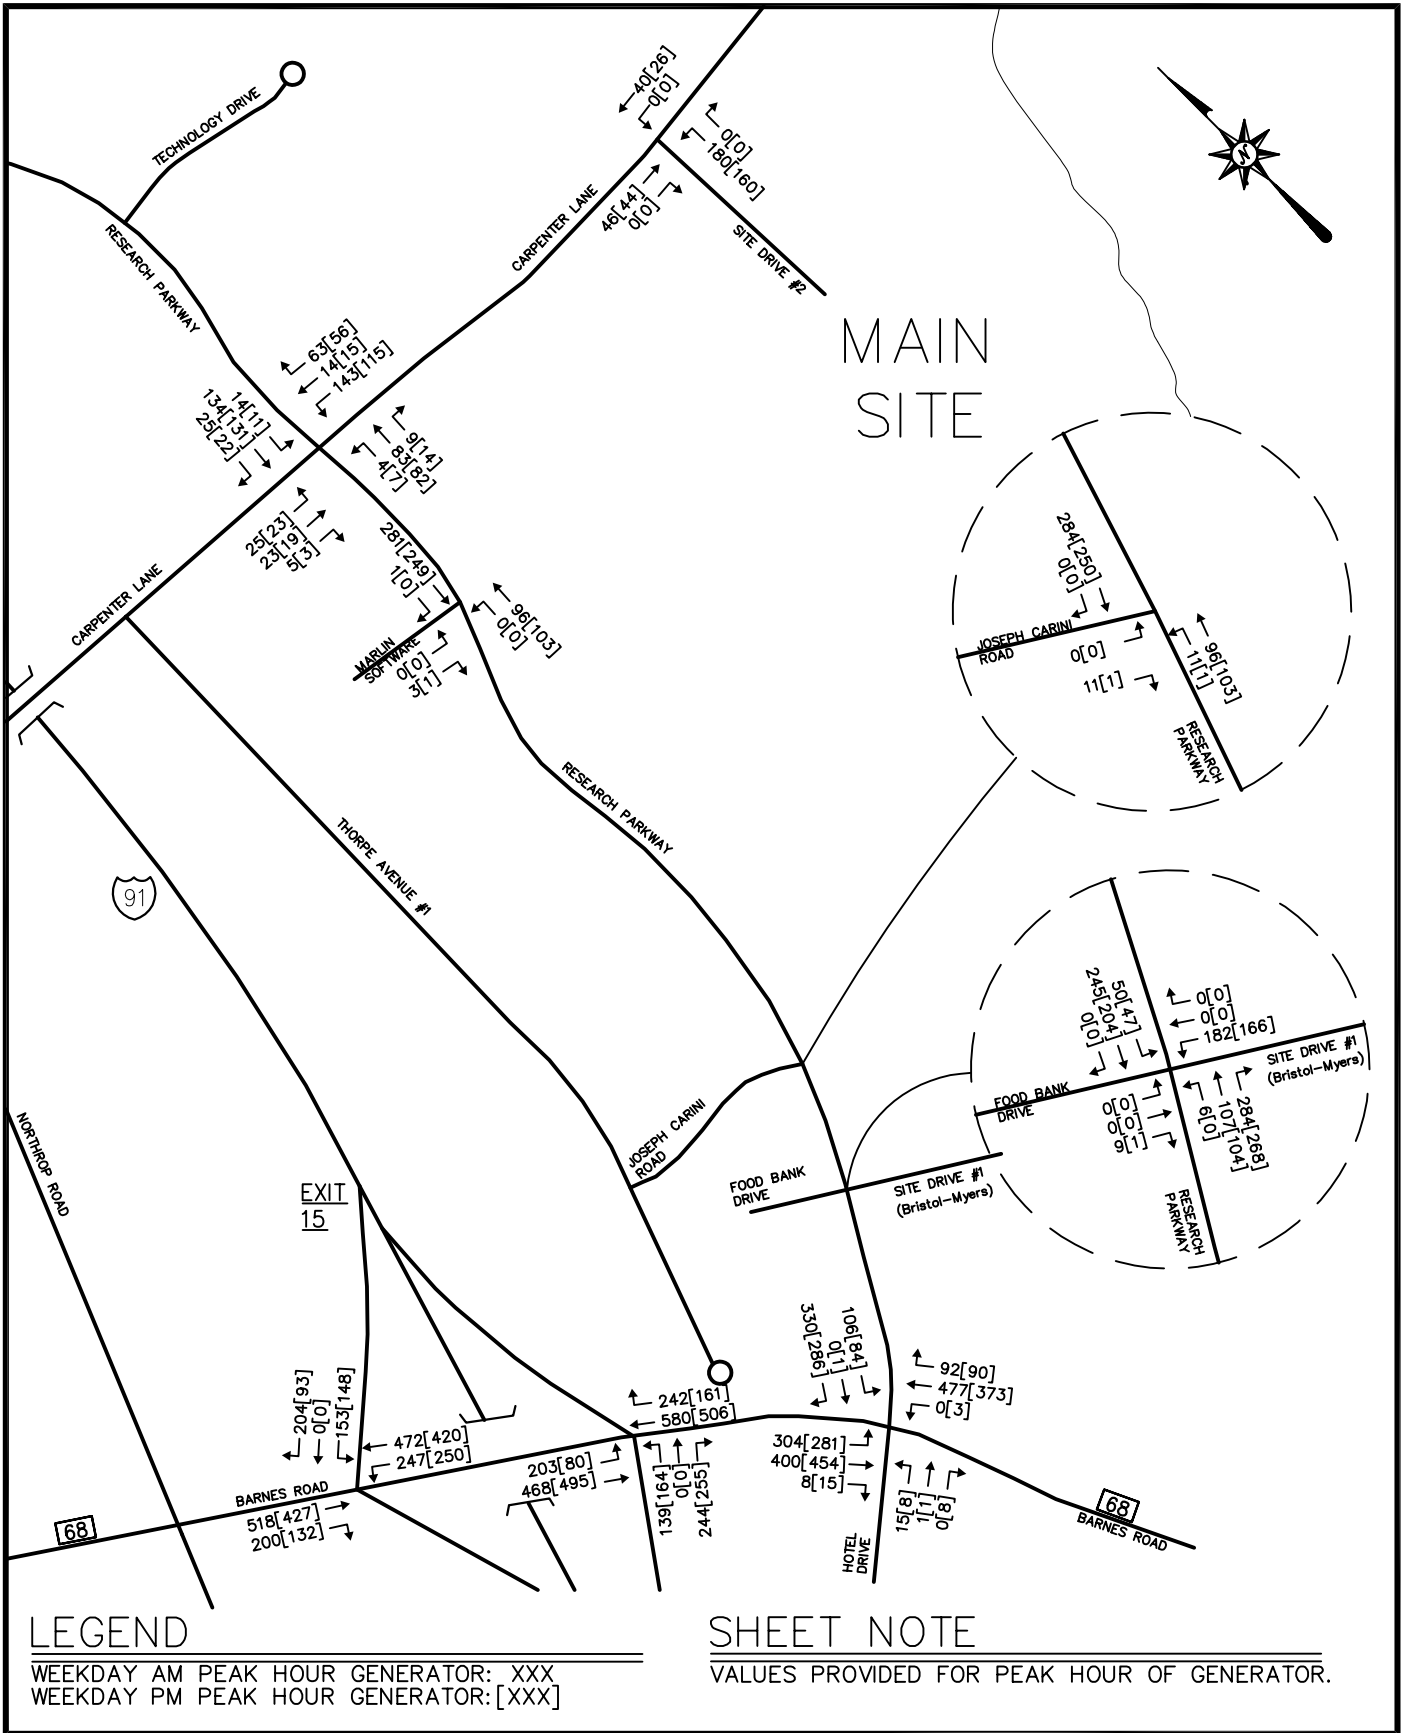 40[26]
0[0]
TECHNOLOGY DRIVE
0[0]
180[160]
N
46[44]
0[0]
CARPENTER LANE
RESEARCH PARKWAY
SITE DRIVE #2
MAIN
SITE
63[56]
14[15]
143[115]
14[11]
134[131]
25[22]
9[14]
83[82]
4[7]
25[23]
23[19]
5[3]
281[249]
1[0]
96[103]
0[0]
CARPENTER LANE
MARLIN
SOFTWARE
0[0]
3[1]
284[250]
0[0]
JOSEPH CARINI
ROAD
0[0]
11[1]
96[103]
11[1]
RESEARCH
PARKWAY
RESEARCH PARKWAY
THORPE AVENUE #1
91
50[47]
245[204]
0[0]
0[0]
0[0]
182[166]
SITE DRIVE #1
(Bristol-Myers)
FOOD BANK
DRIVE
0[0]
0[0]
9[1]
284[268]
107[104]
6[0]
RESEARCH
PARKWAY
NORTHROP ROAD
JOSEPH CARINI
ROAD
FOOD BANK
DRIVE
SITE DRIVE #1
(Bristol-Myers)
EXIT
15
106[84]
0[1]
330[286]
92[90]
477[373]
0[3]
204[93]
0[0]
153[148]
242[161]
580[506]
472[420]
247[250]
203[80]
468[495]
304[281]
400[454]
8[15]
139[164]
0[0]
244[255]
15[8]
1[1]
0[8]
BARNES ROAD
68
518[427]
200[132]
HOTEL
DRIVE
68
BARNES ROAD
LEGEND
WEEKDAY AM PEAK HOUR GENERATOR: XXX
WEEKDAY PM PEAK HOUR GENERATOR:[XXX]
SHEET NOTE
VALUES PROVIDED FOR PEAK HOUR OF GENERATOR.